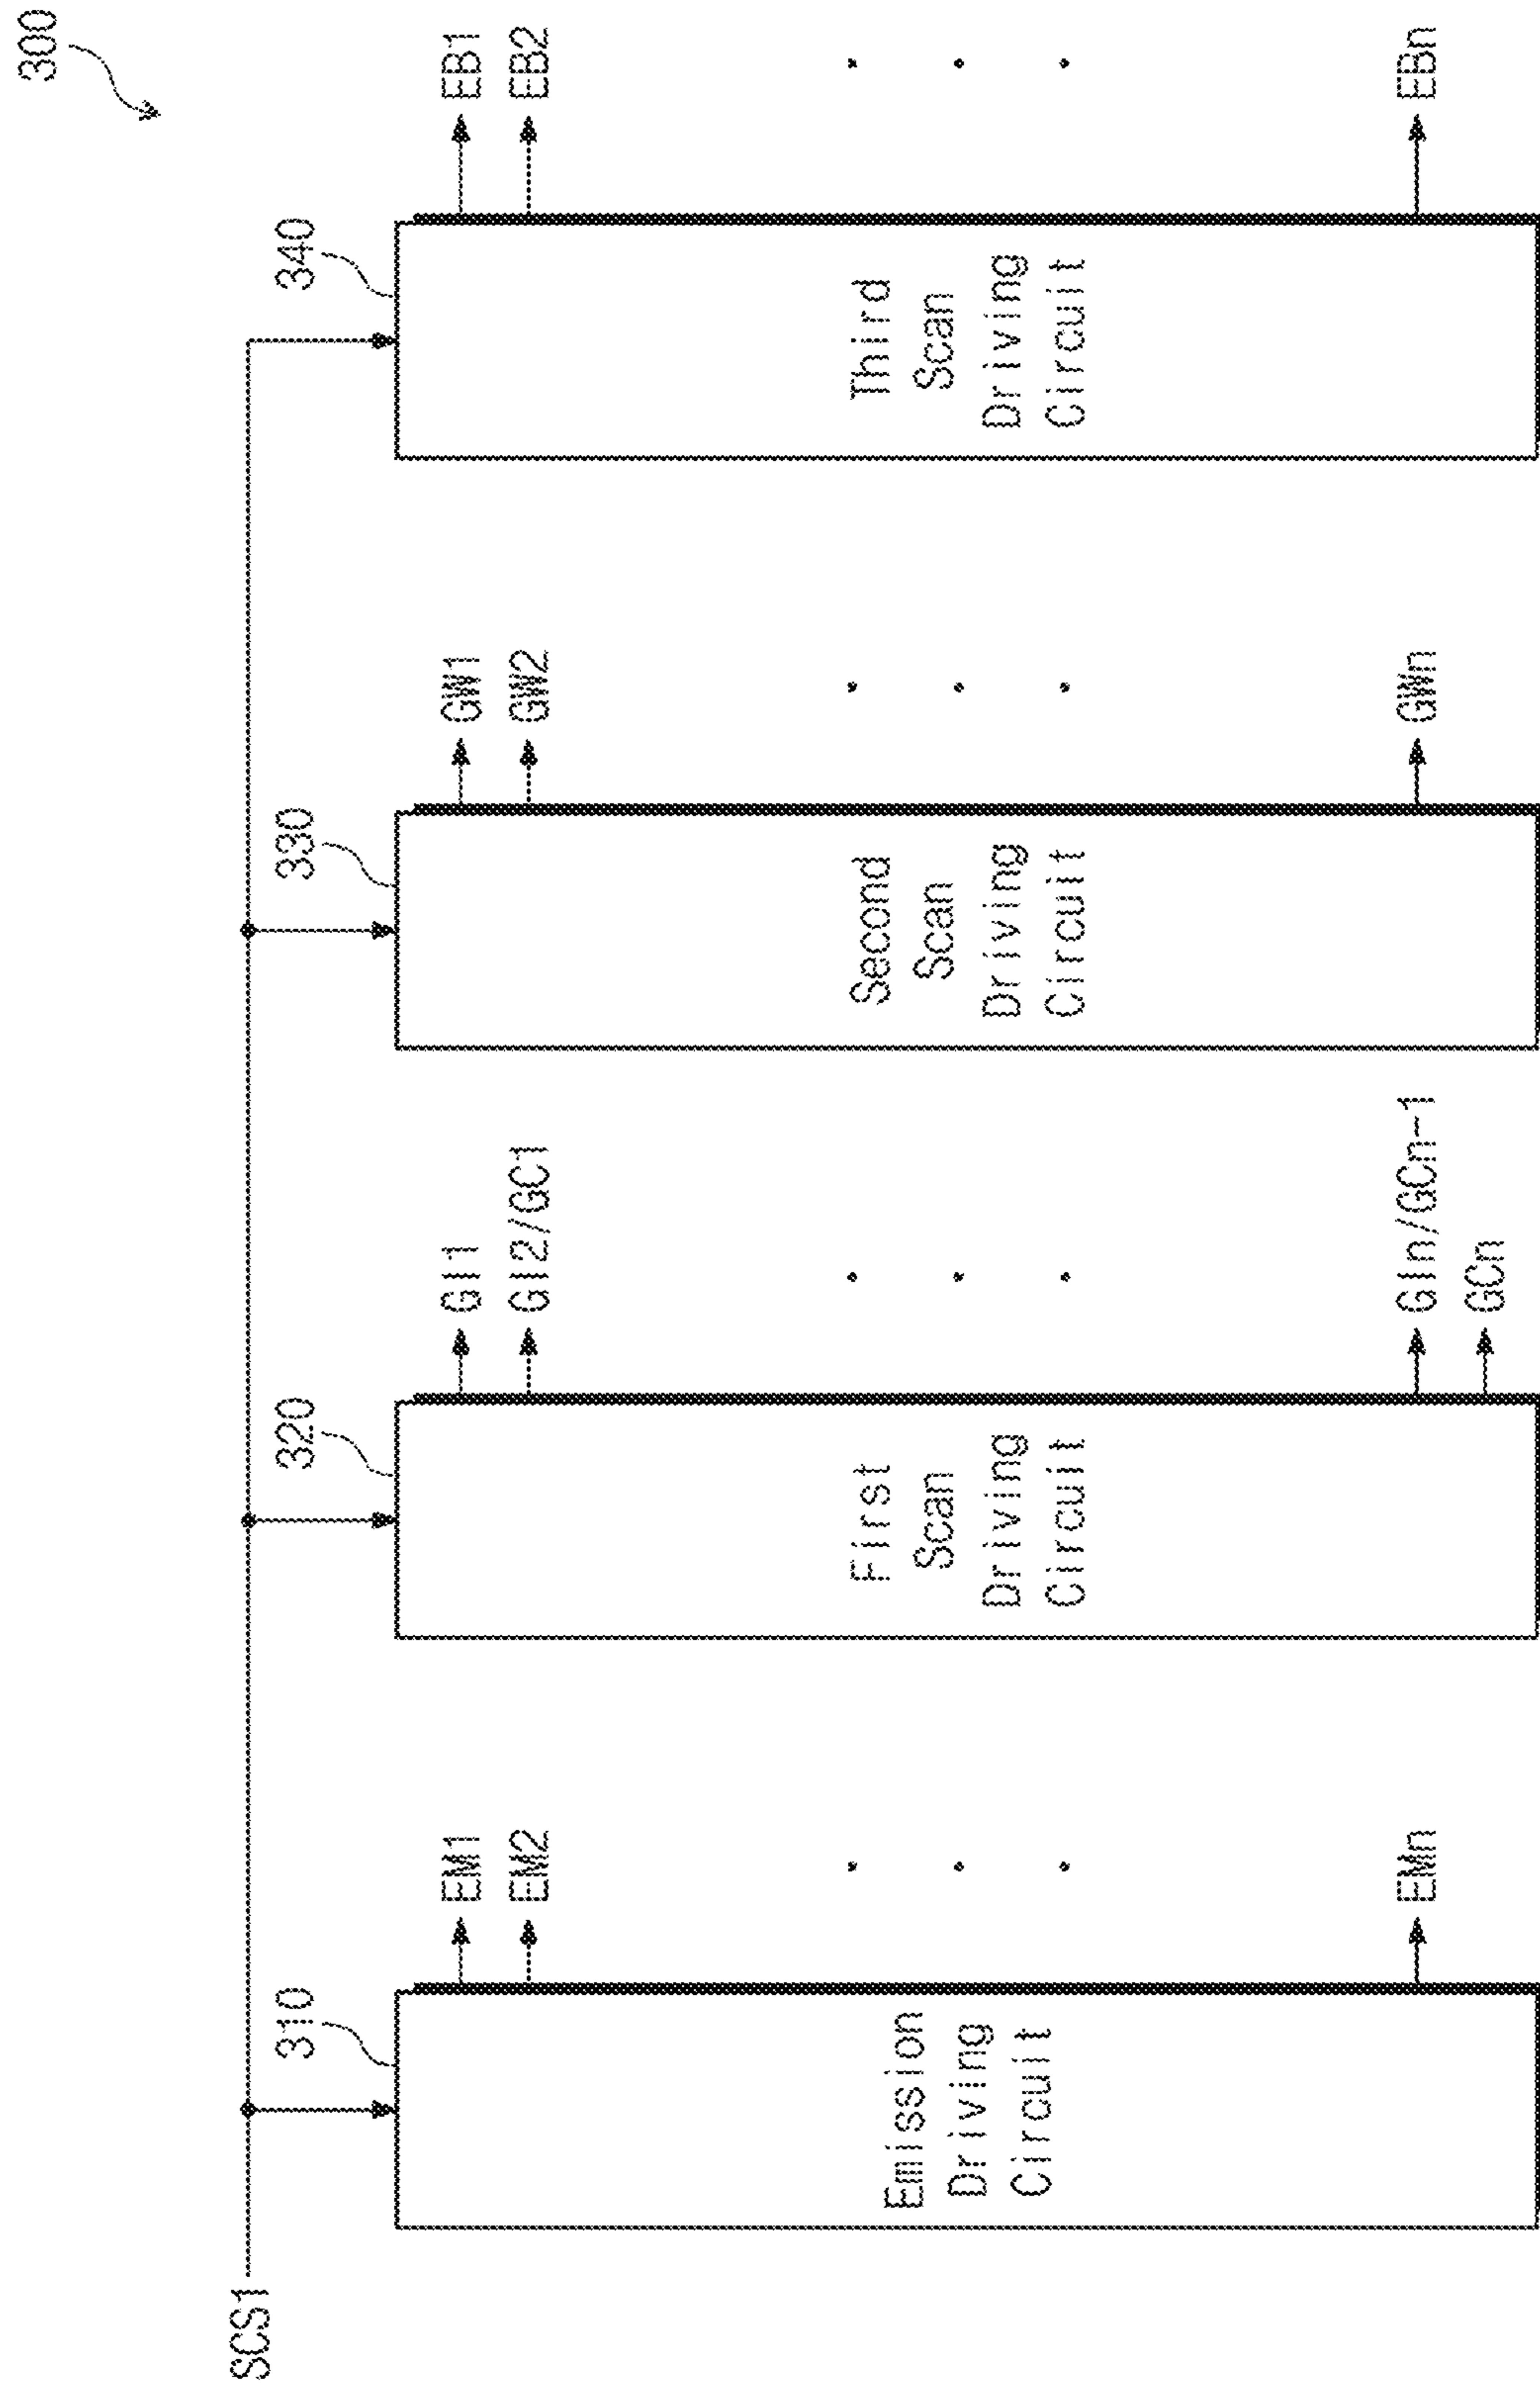 300
SCS1
310
Emission
Driving
Circuit
EM1
EM2
EMn
320
First
Scan
Driving
Circuit
GI1
GI2/GC1
GIn/GCn-1
GCn
330
Second
Scan
Driving
Circuit
GW1
GW2
GWn
340
Third
Scan
Driving
Circuit
EB1
EB2
EBn